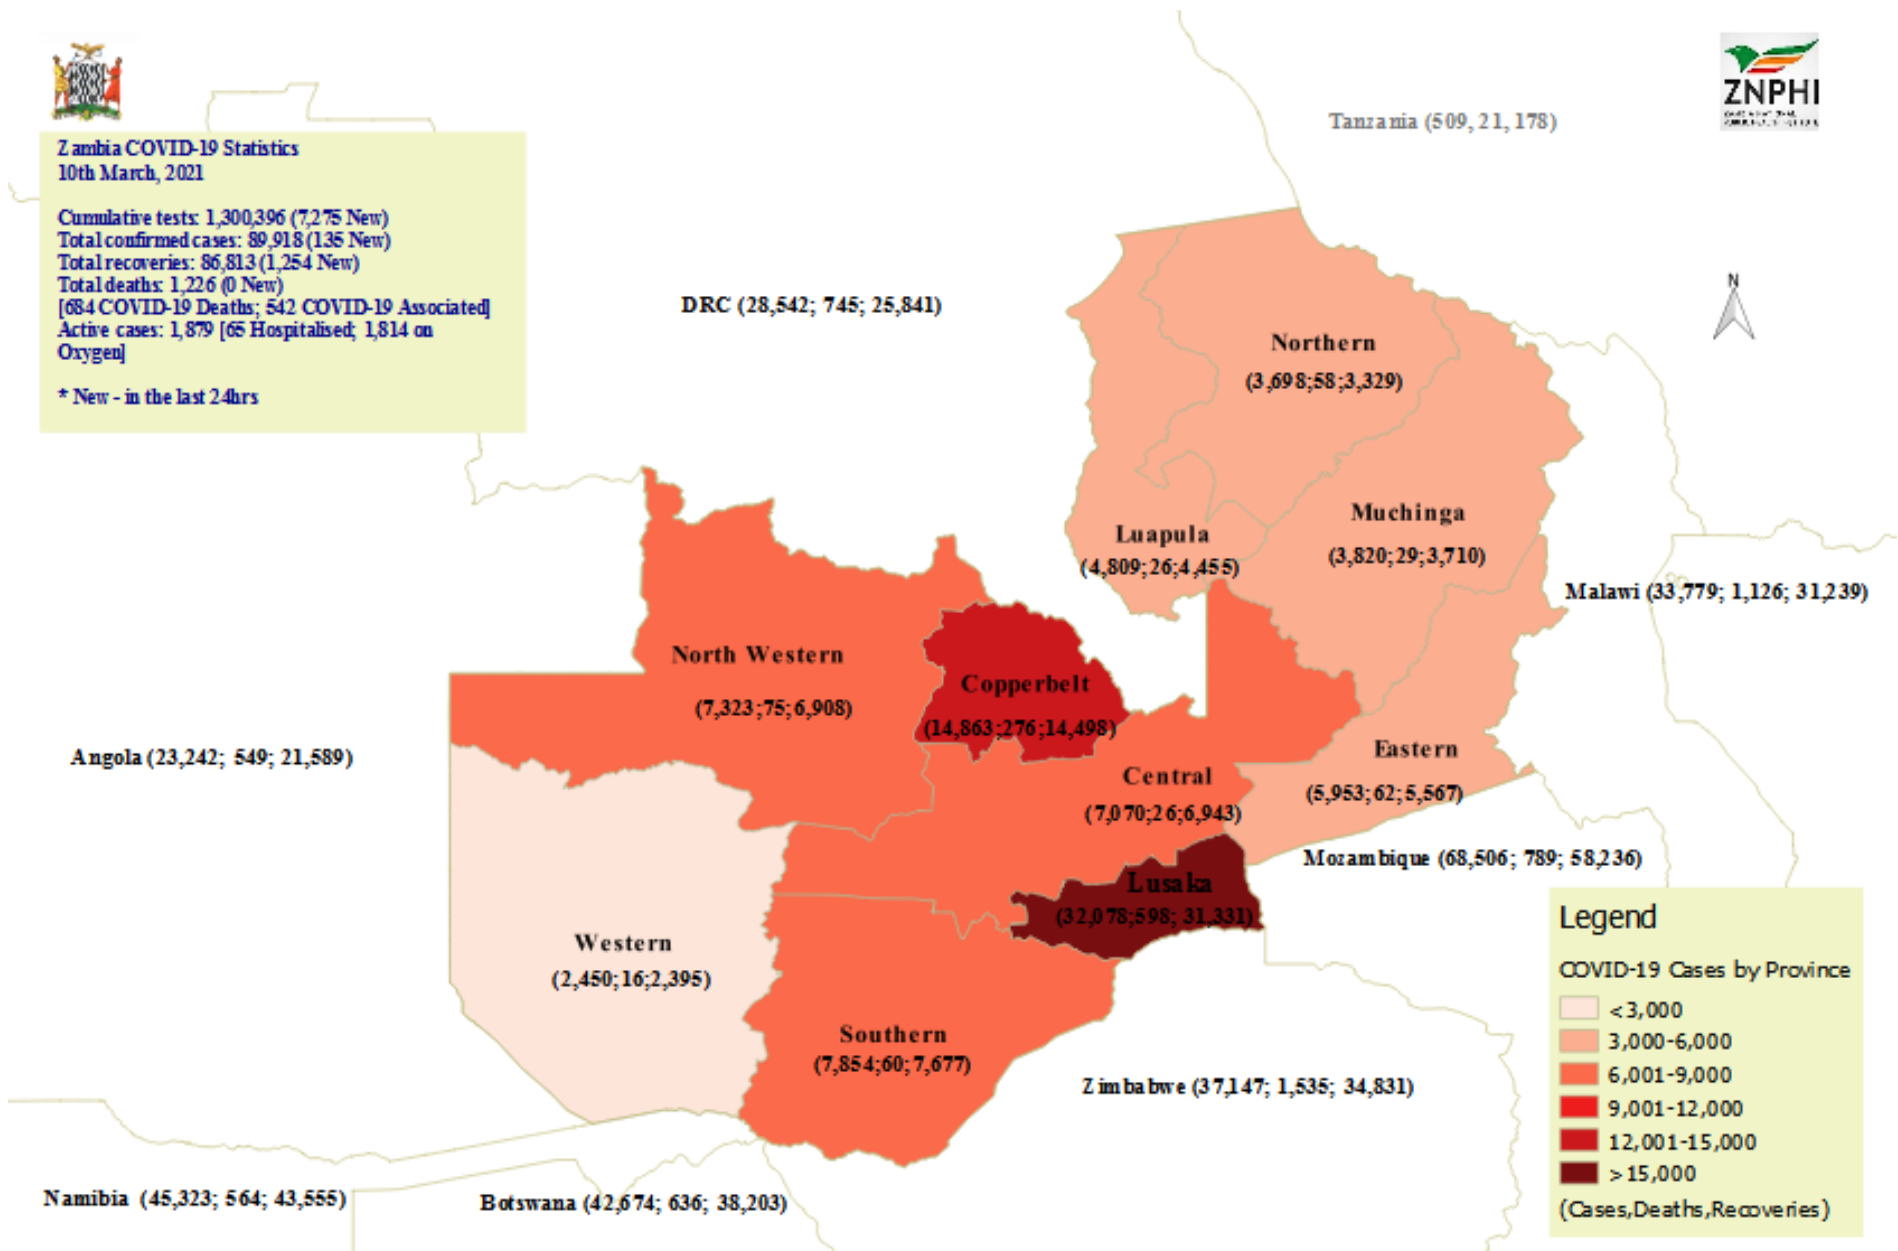 ZNPHI
Tanzania (509, 21, 178)
Zambia COVID-19 Statistics
10th March, 2021
Cumulative tests: 1,300,396 (7,275 New)
Total confirmed cases: 89,918 (135 New)
Total recoveries: 86,813 (1,254 New)
Total deaths: 1,226 (0 New)
[684 COVID-19 Deaths; 542 COVID-19 Associated]
Active cases: 1,879 [65 Hospitalised; 1,814 on
Oxygen]
* New - in the last 24hrs
N
DRC (28,542; 745; 25,841)
Northern
(3,698;58;3,329)
Muchinga
(3,820;29;3,710)
Luapula
(4,809;26;4,455)
Malawi (33,779; 1,126; 31,239)
North Western
(7,323;75;6,908)
Copperbelt
(14,863;276;14,498)
Eastern
(5,953;62;5,567)
Angola (23,242; 549; 21,589)
Central
(7,070;26;6,943)
Mozambique (68,506; 789; 58,236)
Lusaka
(32,078;598; 31,331)
Western
(2,450;16;2,395)
Southern
(7,854;60;7,677)
Zimbabwe (37,147; 1,535; 34,831)
Namibia (45,323; 564; 43,555)
Botswana (42,674; 636; 38,203)
Legend
COVID-19 Cases by Province
<3,000
3,000-6,000
6,001-9,000
9,001-12,000
12,001-15,000
>15,000
(Cases,Deaths,Recoveries)